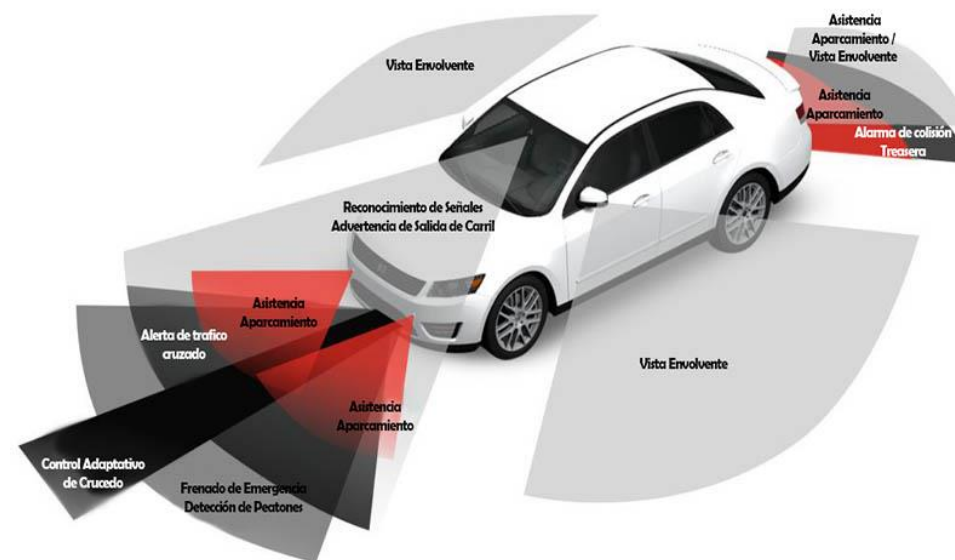 Asistencia
Aparcamiento /
Vista Envolvente
Vista Envolvente
Asistencia
Aparcamiento
Alarma de colisión
Treasera
Reconocimiento de Señales
Advertencia de Salida de Carril
Asistencia
Aparcamiento
Alerta de trafico
cruzado
Vista Envolvente
Asistencia
Aparcamiento
Control Adaptativo
de Crucedo
Frenado de Emergencia
Detección de Peatones